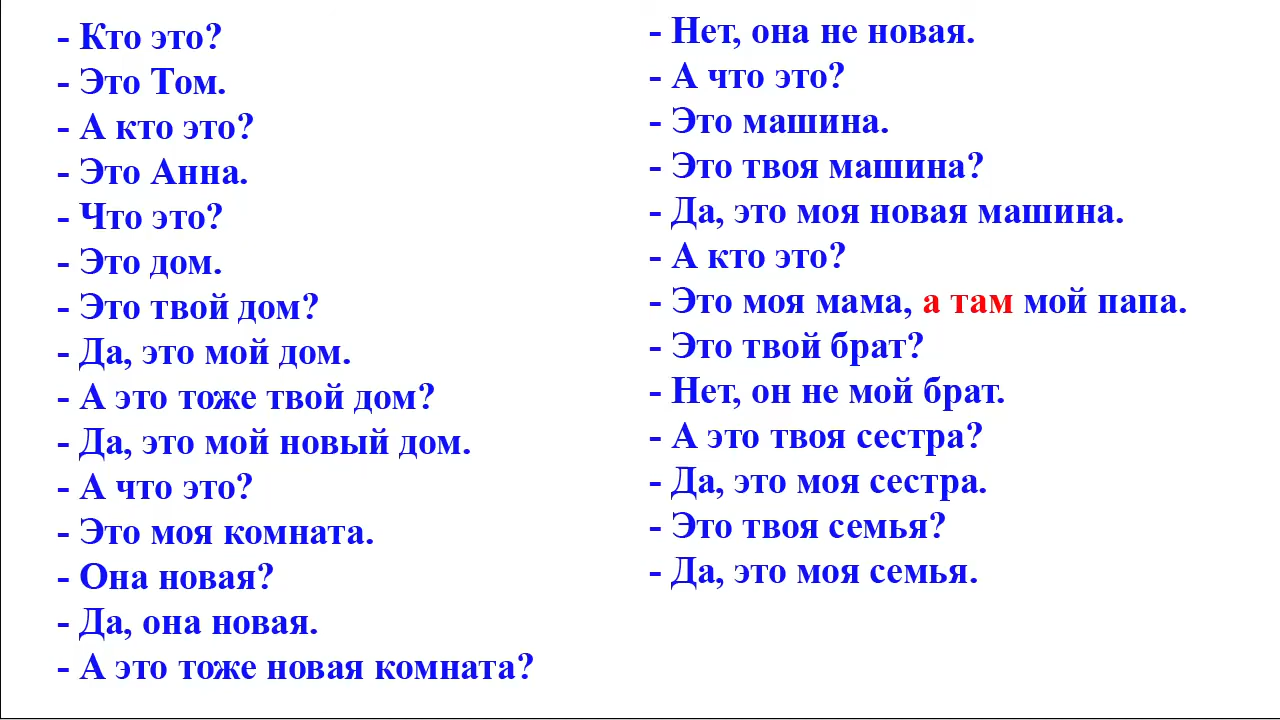 - Кто это?
- Это Том.
- А кто это?
- Это Анна.
- Что это?
- Это дом.
- Это твой дом?
- Да, это мой дом.
- А это тоже твой дом?
- Да, это мой новый дом.
- А что это?
- Это моя комната.
- Она новая?
- Да, она новая.
- А это тоже новая комната?
- Нет, она не новая.
- А что это?
- Это машина.
- Это твоя машина?
- Да, это моя новая машина.
- А кто это?
- Это моя мама, а там мой папа.
- Это твой брат?
- Нет, он не мой брат.
- А это твоя сестра?
- Да, это моя сестра.
- Это твоя семья?
- Да, это моя семья.